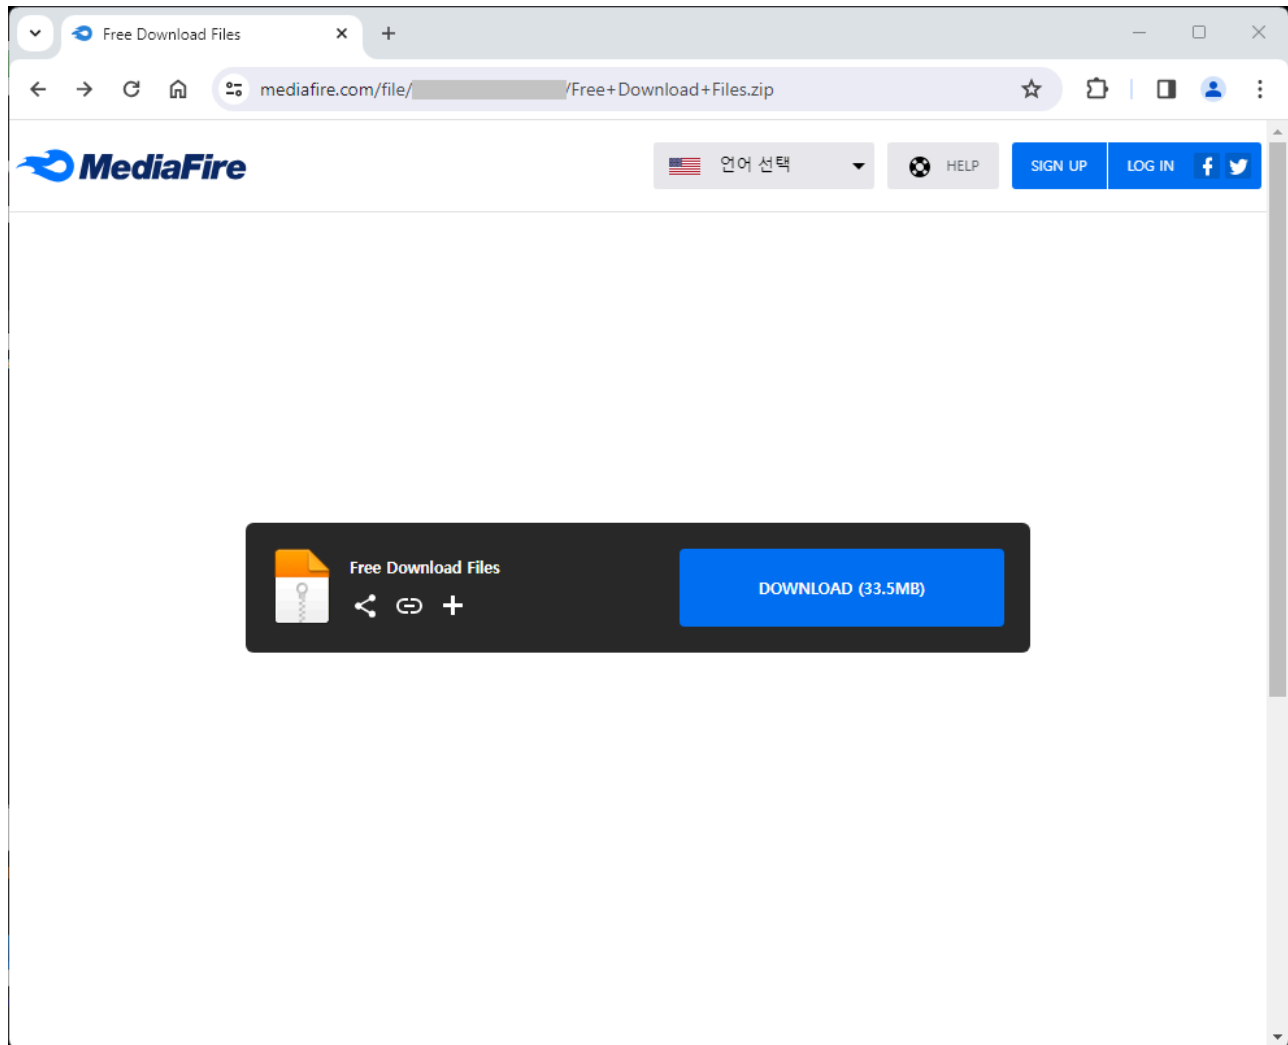 Free Download Files
mediafire.com/file/ /Free+Download+Files.zip
MediaFire
언어 선택
HELP
SIGN UP
LOG IN
Free Download Files
DOWNLOAD (33.5MB)